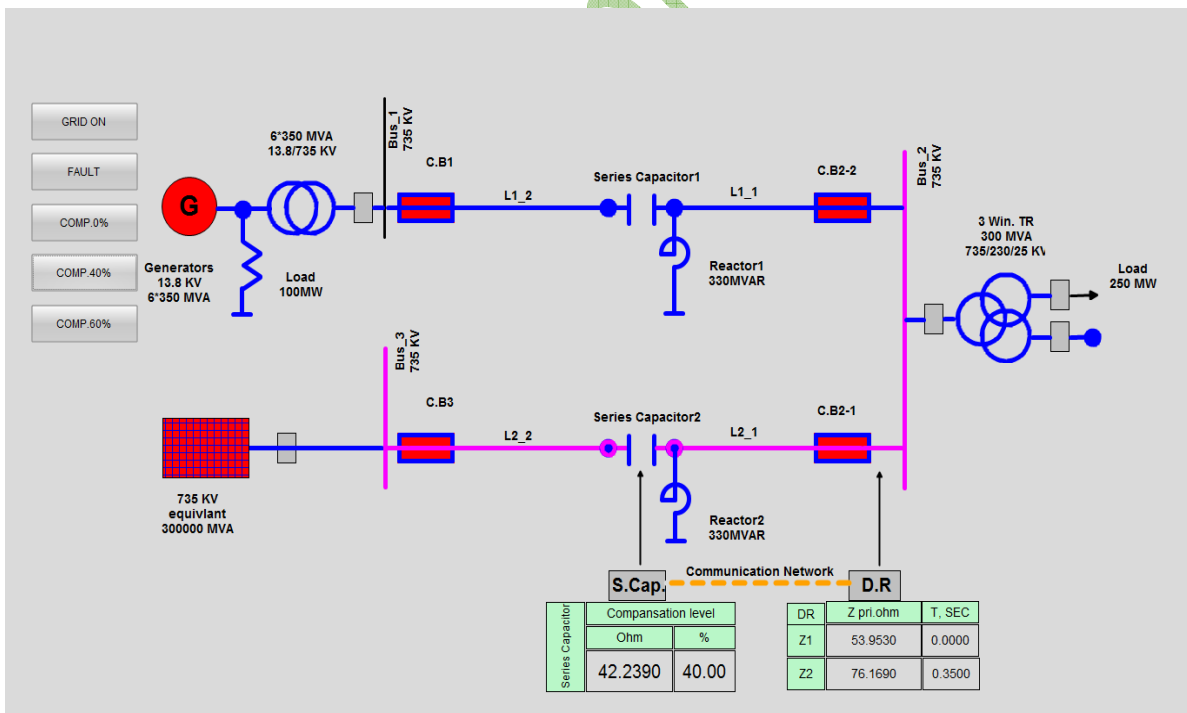 GRID ON
FAULT
COMP.0%
COMP.40%
COMP.60%
6*350 MVA
13.8/735 KV
G
Generators
13.8 KV
6*350 MVA
Load
100MW
Bus_1
735 KV
C.B1
L1_2
Series Capacitor1
L1_1
Reactor1
330MVAR
C.B2-2
Bus_2
735 KV
3 Win. TR
300 MVA
735/230/25 KV
Load
250 MW
Bus_3
735 KV
C.B3
L2_2
Series Capacitor2
L2_1
C.B2-1
735 KV
equivlant
300000 MVA
Reactor2
330MVAR
S.Cap.
Communication Network
D.R
Series Capacitor
Compansation level
Ohm %
42.2390 40.00
DR Z pri.ohm T, SEC
Z1 53.9530 0.0000
Z2 76.1690 0.3500